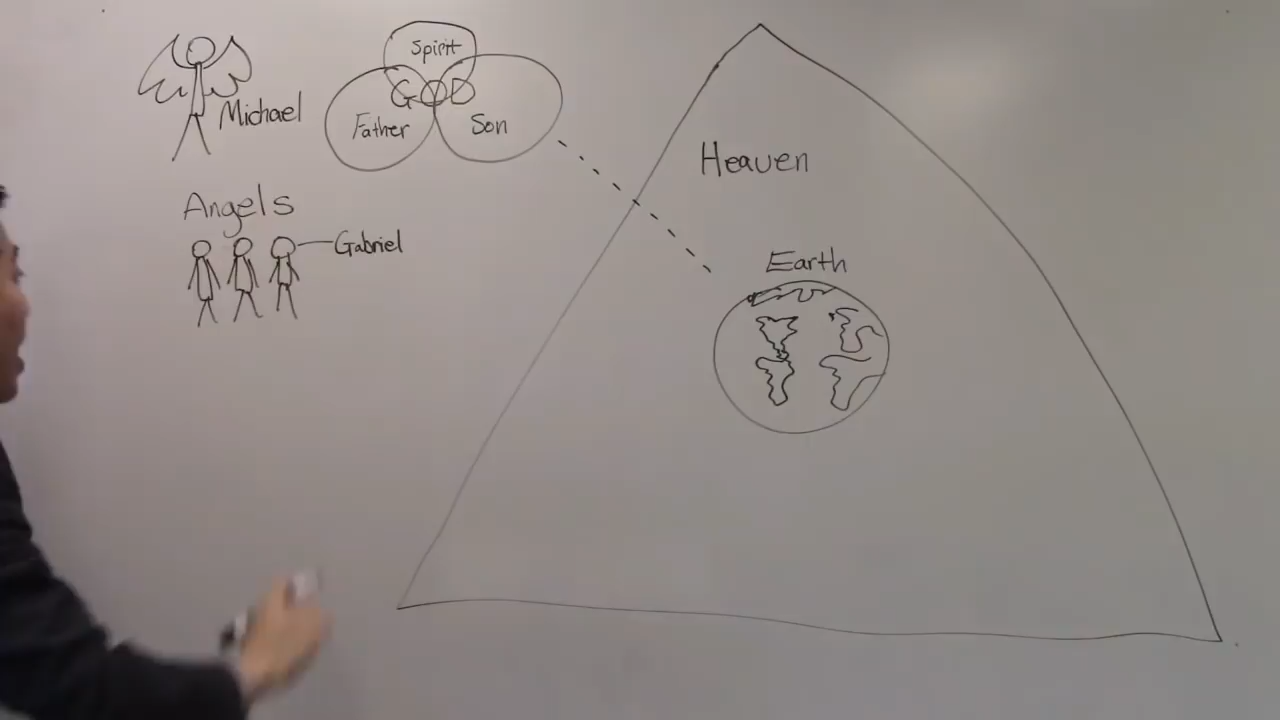 Michael
Spirit
GOD
Father
Son
Angels
Gabriel
Heaven
Earth